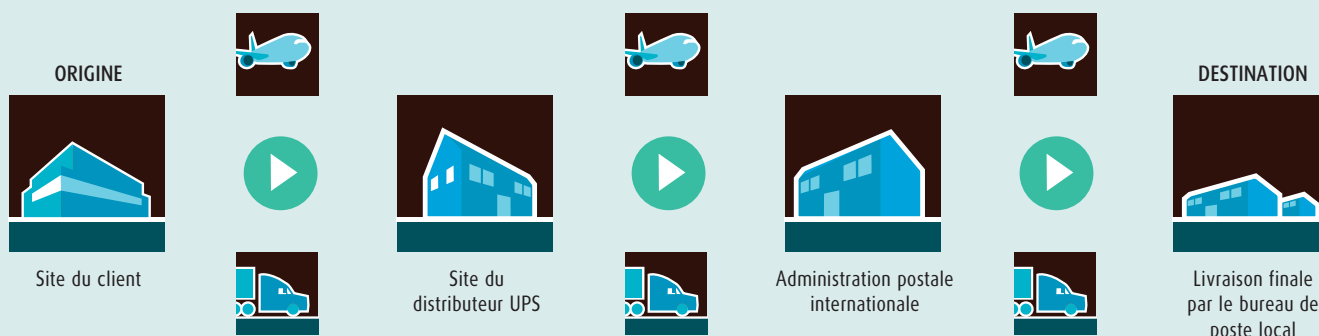 ORIGINE
DESTINATION
Site du client
Site du
distributeur UPS
Administration postale
internationale
Livraison finale
par le bureau de
poste local